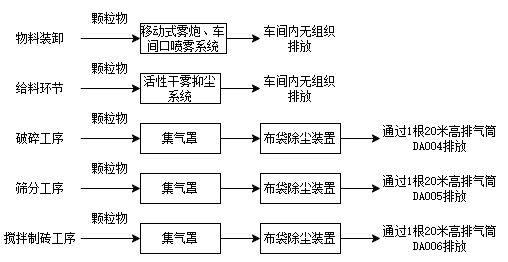 颗粒物
物料装卸
移动式雾炮、车
间口喷雾系统
车间内无组织
排放
颗粒物
给料环节
活性干雾抑尘
系统
车间内无组织
排放
颗粒物
破碎工序
集气罩
布袋除尘装置
通过1根20米高排气筒
DA004排放
颗粒物
筛分工序
集气罩
布袋除尘装置
通过1根20米高排气筒
DA005排放
颗粒物
搅拌制砖工序
集气罩
布袋除尘装置
通过1根20米高排气筒
DA006排放